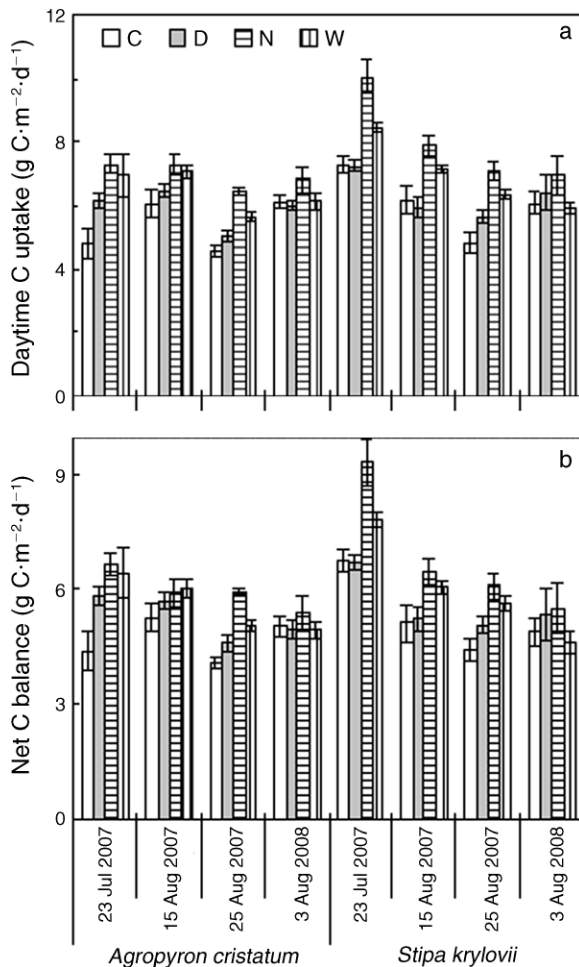 12
C D N W
a
8
4
0
Daytime C uptake (g C·m⁻²·d⁻¹)
b
9
6
3
0
Net C balance (g C·m⁻²·d⁻¹)
23 Jul 2007
15 Aug 2007
25 Aug 2007
3 Aug 2008
23 Jul 2007
15 Aug 2007
25 Aug 2007
3 Aug 2008
Agropyron cristatum
Stipa krylovii